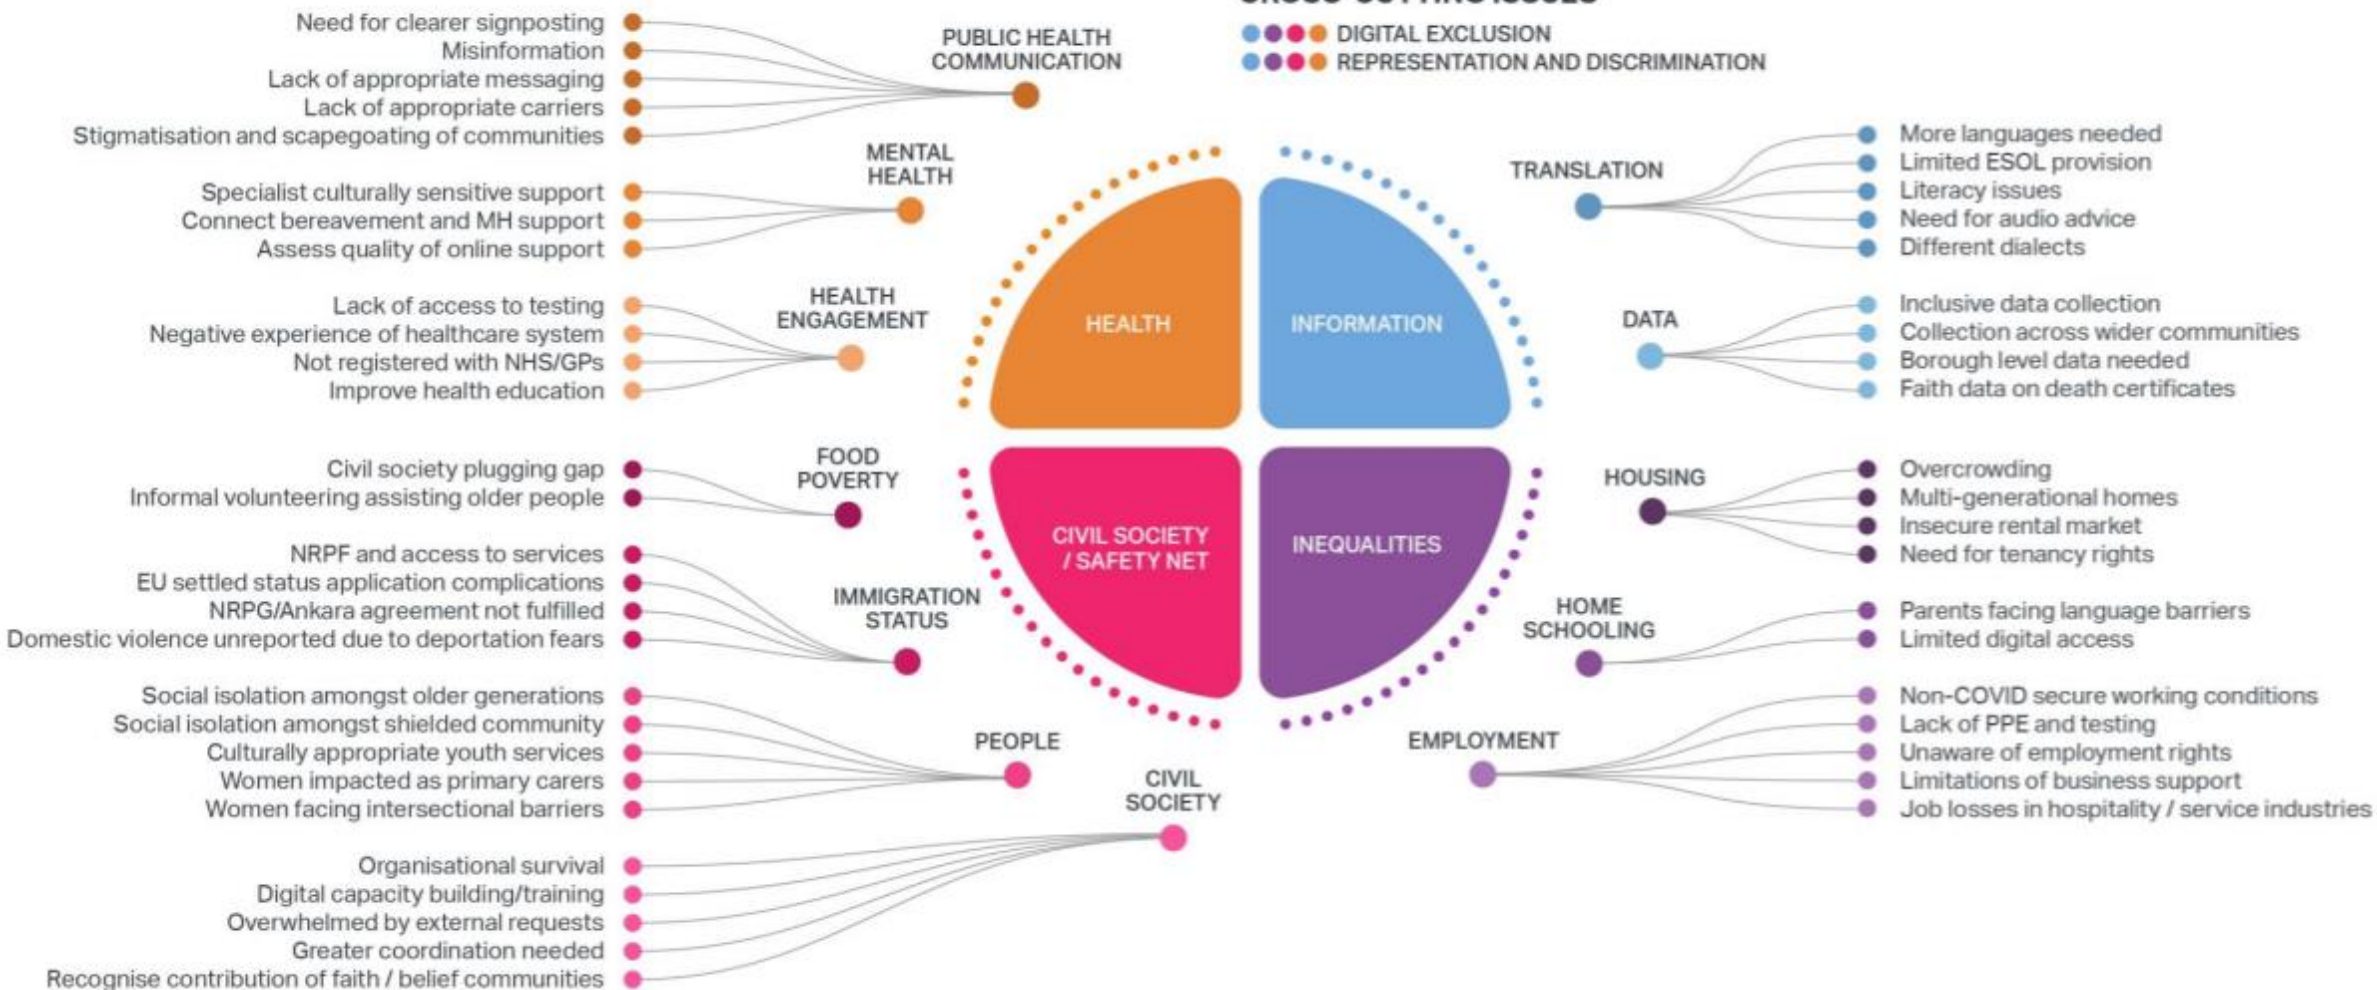 CROSS-CUTTING ISSUES
DIGITAL EXCLUSION
REPRESENTATION AND DISCRIMINATION
PUBLIC HEALTH
COMMUNICATION
Need for clearer signposting
Misinformation
Lack of appropriate messaging
Lack of appropriate carriers
Stigmatisation and scapegoating of communities
MENTAL
HEALTH
Specialist culturally sensitive support
Connect bereavement and MH support
Assess quality of online support
HEALTH
ENGAGEMENT
Lack of access to testing
Negative experience of healthcare system
Not registered with NHS/GPs
Improve health education
HEALTH
INFORMATION
TRANSLATION
More languages needed
Limited ESOL provision
Literacy issues
Need for audio advice
Different dialects
DATA
Inclusive data collection
Collection across wider communities
Borough level data needed
Faith data on death certificates
FOOD
POVERTY
Civil society plugging gap
Informal volunteering assisting older people
IMMIGRATION
STATUS
NRPF and access to services
EU settled status application complications
NRPG/Ankara agreement not fulfilled
Domestic violence unreported due to deportation fears
PEOPLE
Social isolation amongst older generations
Social isolation amongst shielded community
Culturally appropriate youth services
Women impacted as primary carers
Women facing intersectional barriers
CIVIL
SOCIETY
Organisational survival
Digital capacity building/training
Overwhelmed by external requests
Greater coordination needed
Recognise contribution of faith / belief communities
CIVIL SOCIETY
/ SAFETY NET
INEQUALITIES
HOUSING
Overcrowding
Multi-generational homes
Insecure rental market
Need for tenancy rights
HOME
SCHOOLING
Parents facing language barriers
Limited digital access
EMPLOYMENT
Non-COVID secure working conditions
Lack of PPE and testing
Unaware of employment rights
Limitations of business support
Job losses in hospitality / service industries